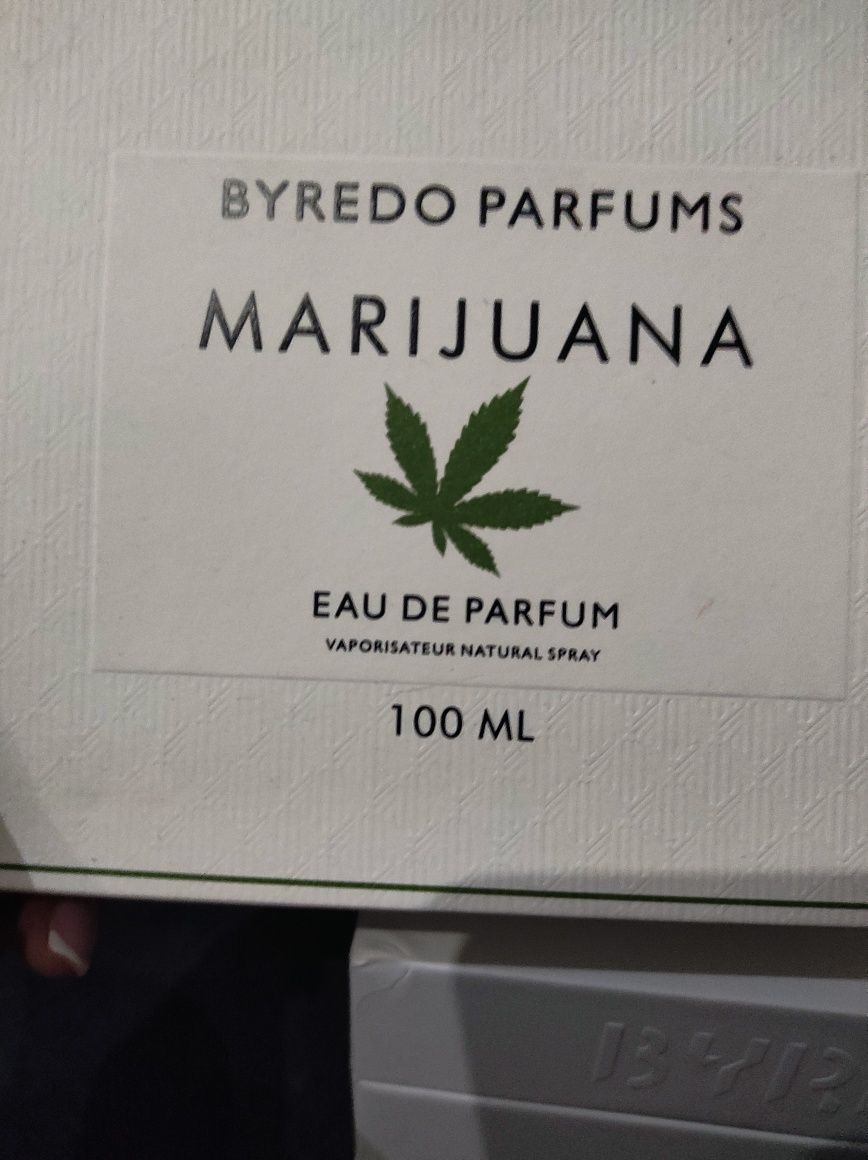 BYREDO PARFUMS
MARIJUANA
EAU DE PARFUM
VAPORISATEUR NATURAL SPRAY
100 ML